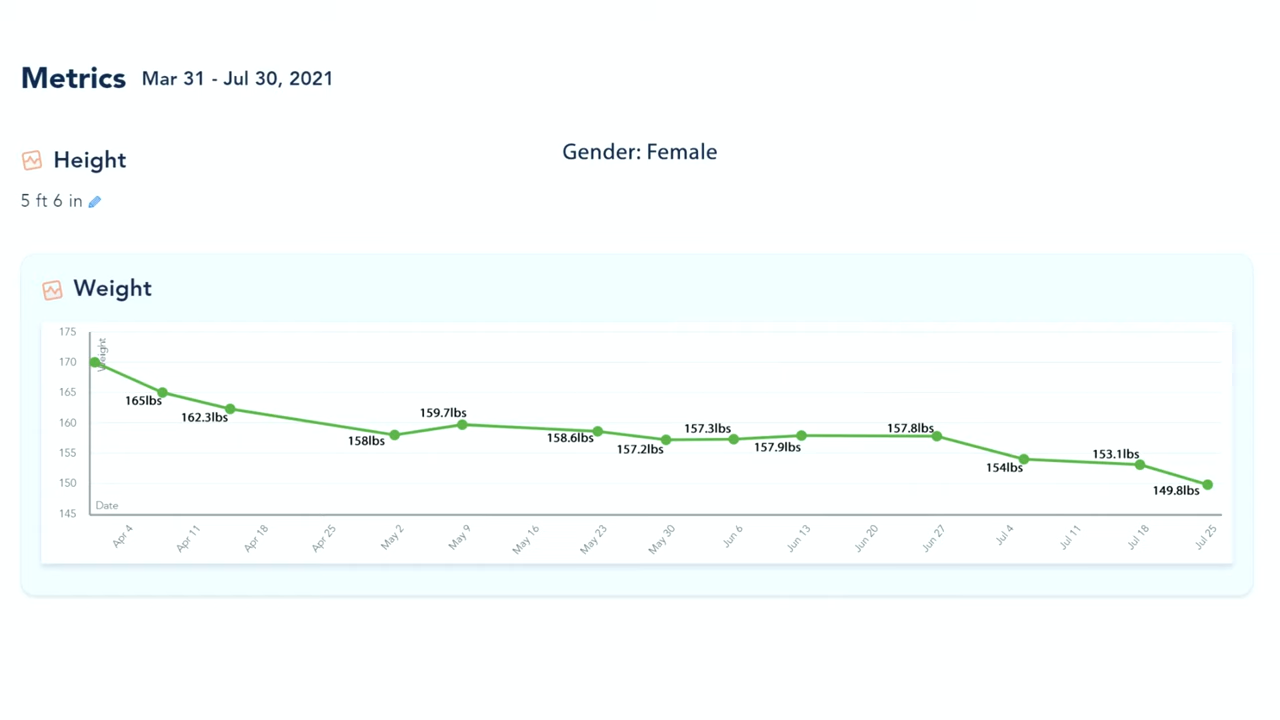 Metrics Mar 31 - Jul 30, 2021
Height
Gender: Female
5 ft 6 in
Weight
175
170
165
160
155
150
145
Weight
165lbs
162.3lbs
158lbs
159.7lbs
158.6lbs
157.2lbs
157.3lbs
157.9lbs
157.8lbs
154lbs
153.1lbs
149.8lbs
Date
Apr 4
Apr 11
Apr 18
Apr 25
May 2
May 9
May 16
May 23
May 30
Jun 6
Jun 13
Jun 20
Jun 27
Jul 4
Jul 11
Jul 18
Jul 25